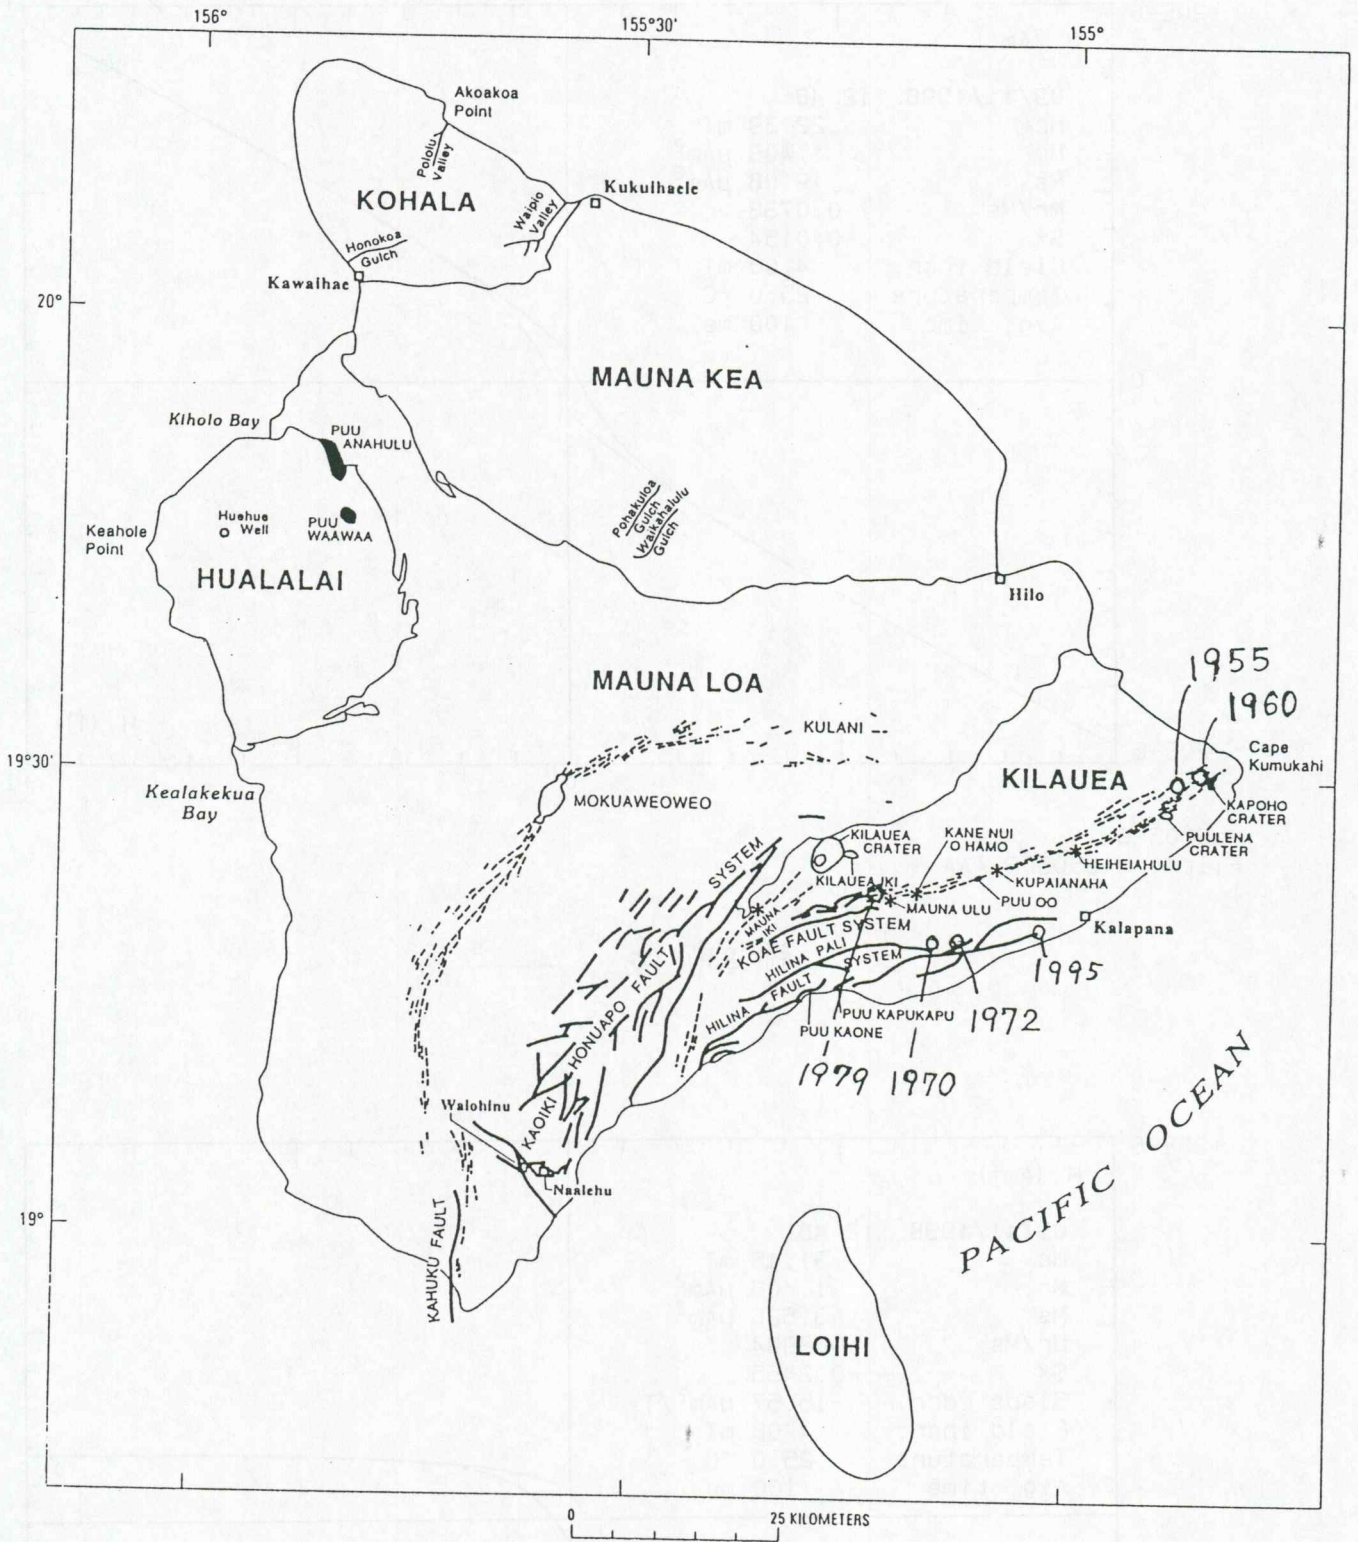 156°
155°30'
155°
Akoakoa
Point
Pololu
Valley
KOHALA
Waipio
Valley
Kukuihaele
Honokoa
Gulch
Kawaihae
20°
MAUNA KEA
Kiholo Bay
PUU
ANAHULU
Keahole
Point
Huehue
Well
PUU
WAAWAA
Pohakuloa
Gulch
Waikahalulu
Gulch
HUALALAI
Hilo
MAUNA LOA
1955
1960
KULANI
19°30'
Kealakekua
Bay
MOKUAWEOWEO
KILAUEA
Cape
Kumukahi
KAPOHO
CRATER
PUULENA
CRATER
KILAUEA
CRATER
KANE NUI
O HAMO
HEIHEIAHULU
KILAUEA IKI
KUPAIANAHA
PUU OO
MAUNA ULU
Kalapana
MAUNA
IKI
KOAE FAULT SYSTEM
HILINA PALI
SYSTEM
HILINA FAULT
KAOIKI HONUAPO FAULT SYSTEM
PUU KAPUKAPU
PUU KAONE
1995
1972
1979
1970
Waiohinu
Naalehu
19°
KAHUKU FAULT
PACIFIC OCEAN
LOIHI
0 25 KILOMETERS